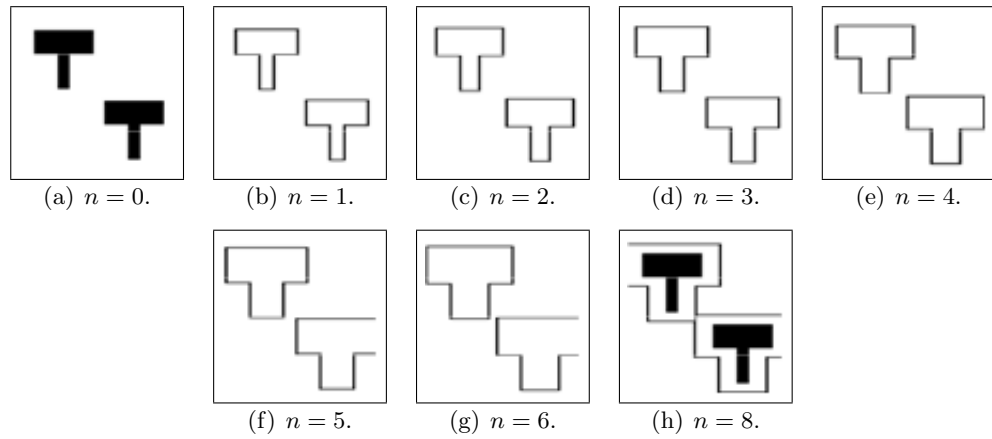 (a) n = 0.
(b) n = 1.
(c) n = 2.
(d) n = 3.
(e) n = 4.
(f) n = 5.
(g) n = 6.
(h) n = 8.